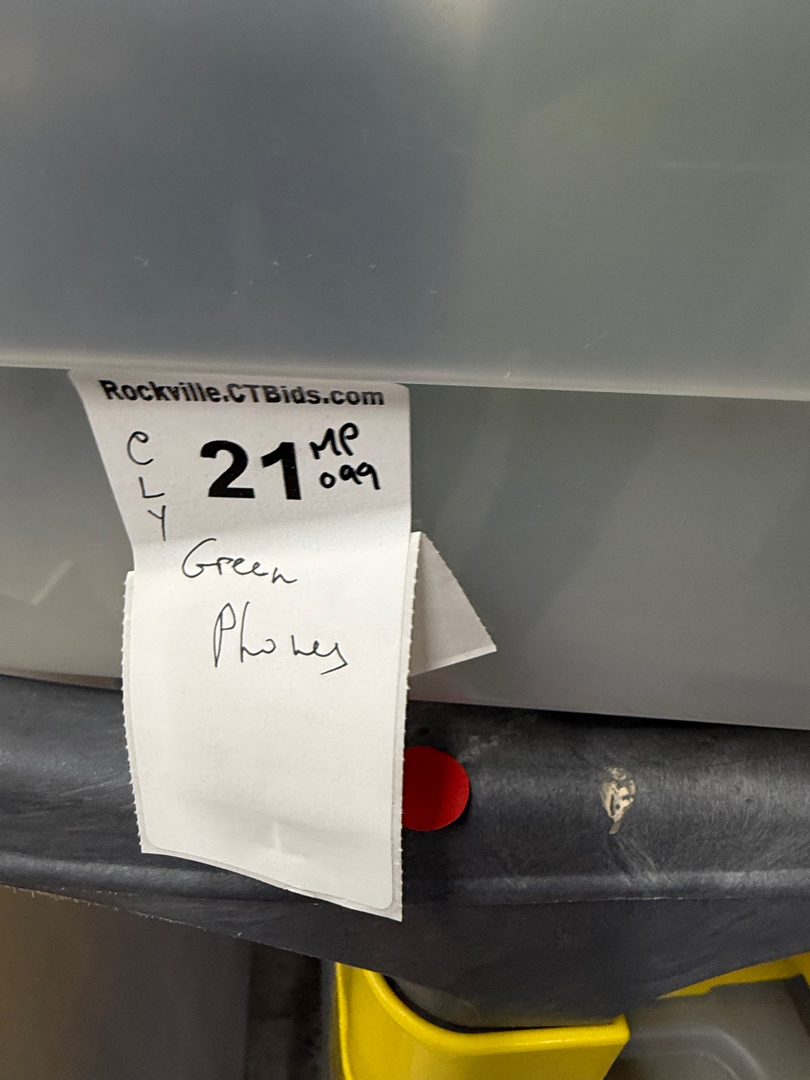 Rockville.CTBids.com
C
L
Y
21
MP
099
Green
Phones